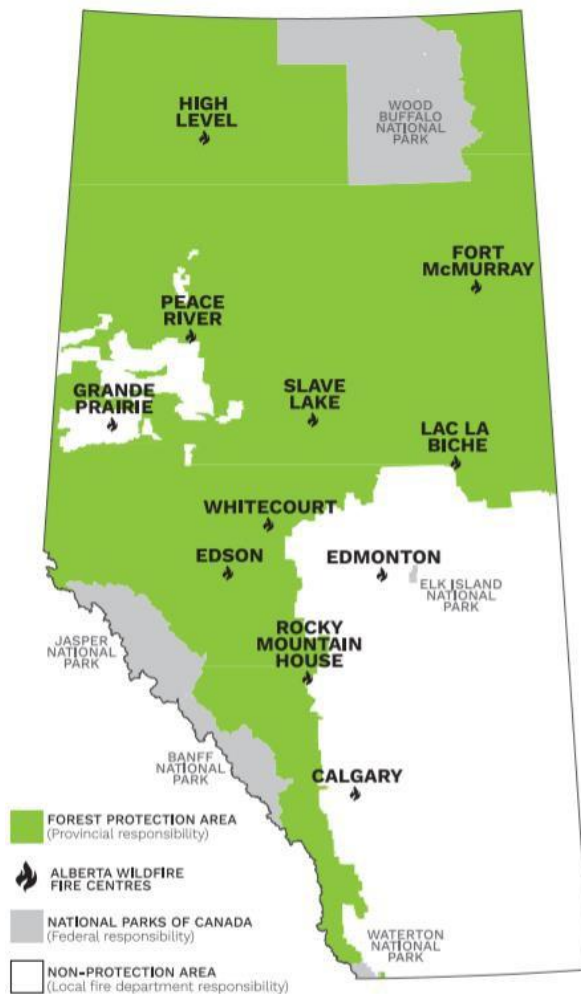 HIGH
LEVEL
WOOD
BUFFALO
NATIONAL
PARK
FORT
McMURRAY
PEACE
RIVER
GRANDE
PRAIRIE
SLAVE
LAKE
LAC LA
BICHE
WHITECOURT
EDSON
EDMONTON
ELK ISLAND
NATIONAL
PARK
JASPER
NATIONAL
PARK
ROCKY
MOUNTAIN
HOUSE
BANFF
NATIONAL
PARK
CALGARY
FOREST PROTECTION AREA
(Provincial responsibility)
ALBERTA WILDFIRE
FIRE CENTRES
NATIONAL PARKS OF CANADA
(Federal responsibility)
WATERTON
NATIONAL
PARK
NON-PROTECTION AREA
(Local fire department responsibility)